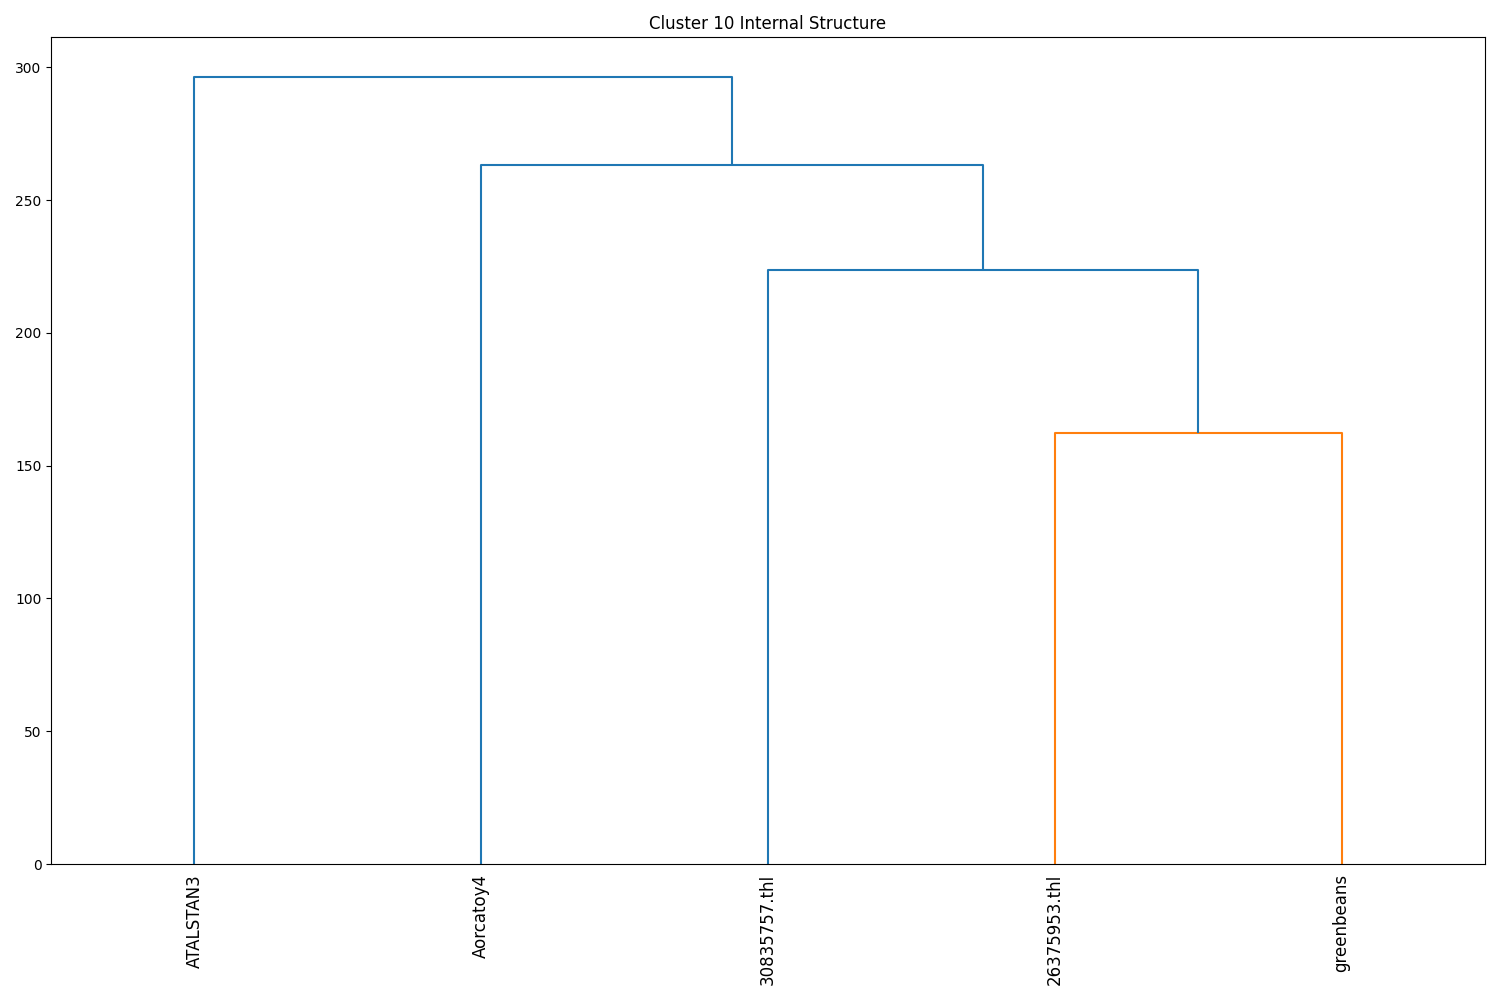 Cluster 10 Internal Structure
300
250
200
150
100
50
0
ATALSTAN3
Aorcatoy4
30835757.thl
26375953.thl
greenbeans